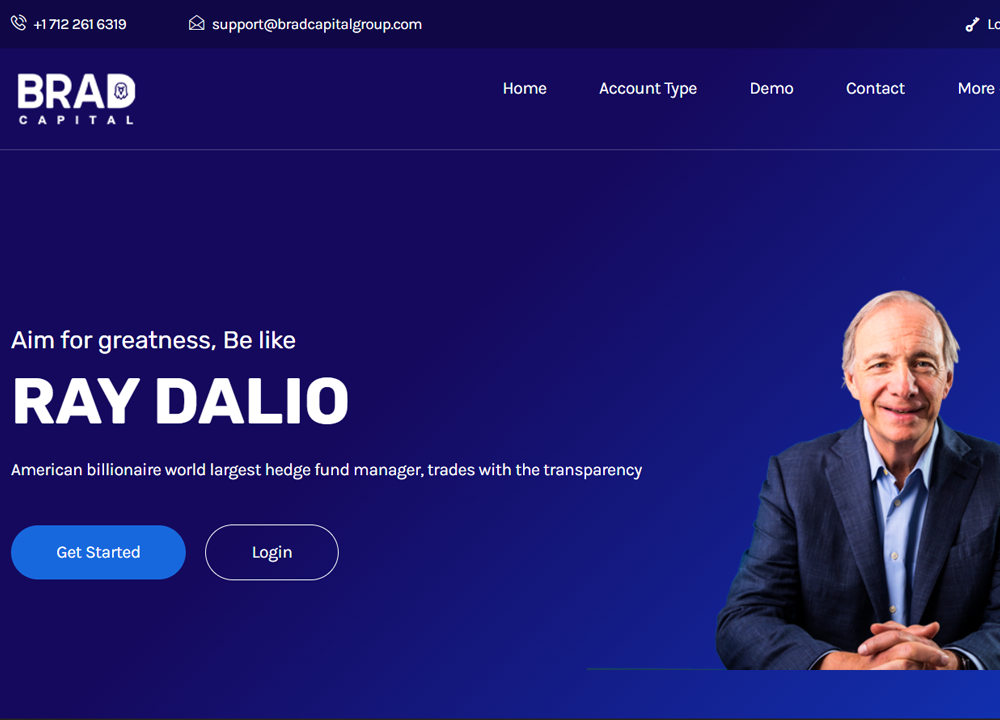 +1 712 261 6319
support@bradcapitalgroup.com
BRAD
CAPITAL
Home
Account Type
Demo
Contact
More
Aim for greatness, Be like
RAY DALIO
American billionaire world largest hedge fund manager, trades with the transparency
Get Started
Login